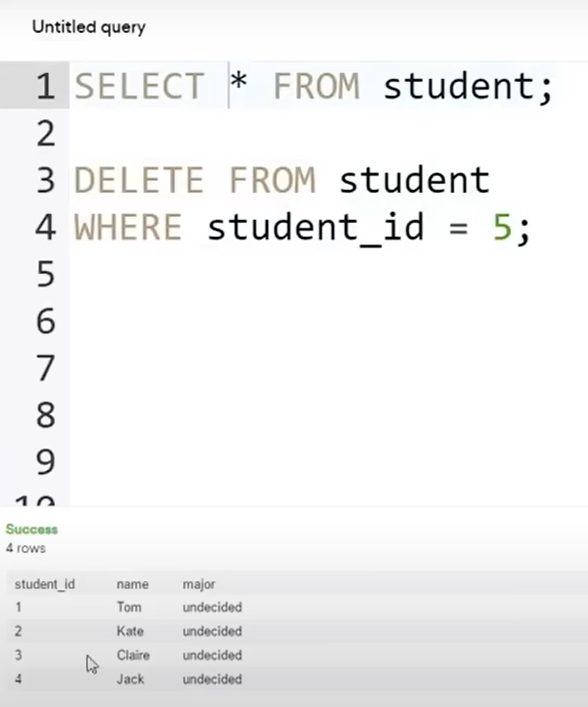 Untitled query
1 SELECT * FROM student;
2
3 DELETE FROM student
4 WHERE student_id = 5;
5
6
7
8
9
10
Success
4 rows
student_id name major
1 Tom undecided
2 Kate undecided
3 Claire undecided
4 Jack undecided